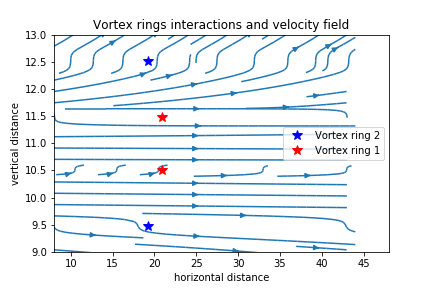 Vortex rings interactions and velocity field
13.0
12.5
12.0
11.5
11.0
10.5
10.0
9.5
9.0
vertical distance
Vortex ring 2
Vortex ring 1
10 15 20 25 30 35 40 45
horizontal distance